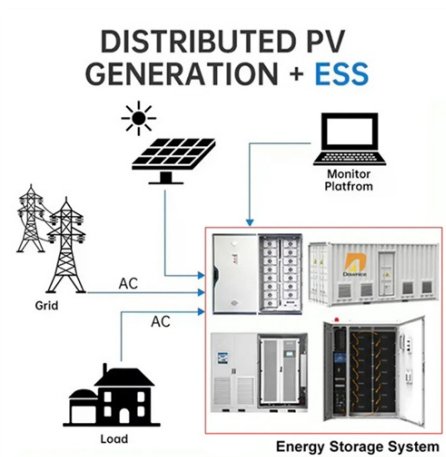 DISTRIBUTED PV
GENERATION + ESS
Monitor
Platfrom
AC
Grid
AC
Load
Energy Storage System